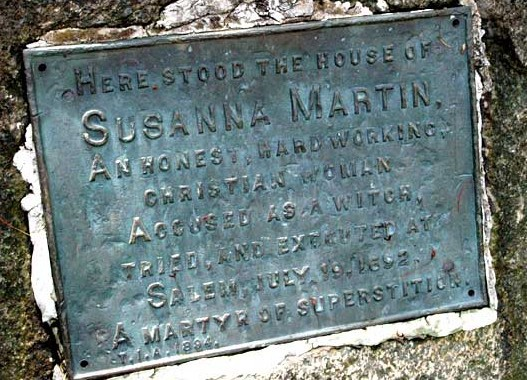 HERE STOOD THE HOUSE OF
SUSANNA MARTIN.
AN HONEST, HARDWORKING,
CHRISTIAN WOMAN
ACCUSED AS A WITCH,
TRIED, AND EXECUTED AT
SALEM, JULY, 19, 1692.
A MARTYR OF SUPERSTITION.
T.I.A. 1894.